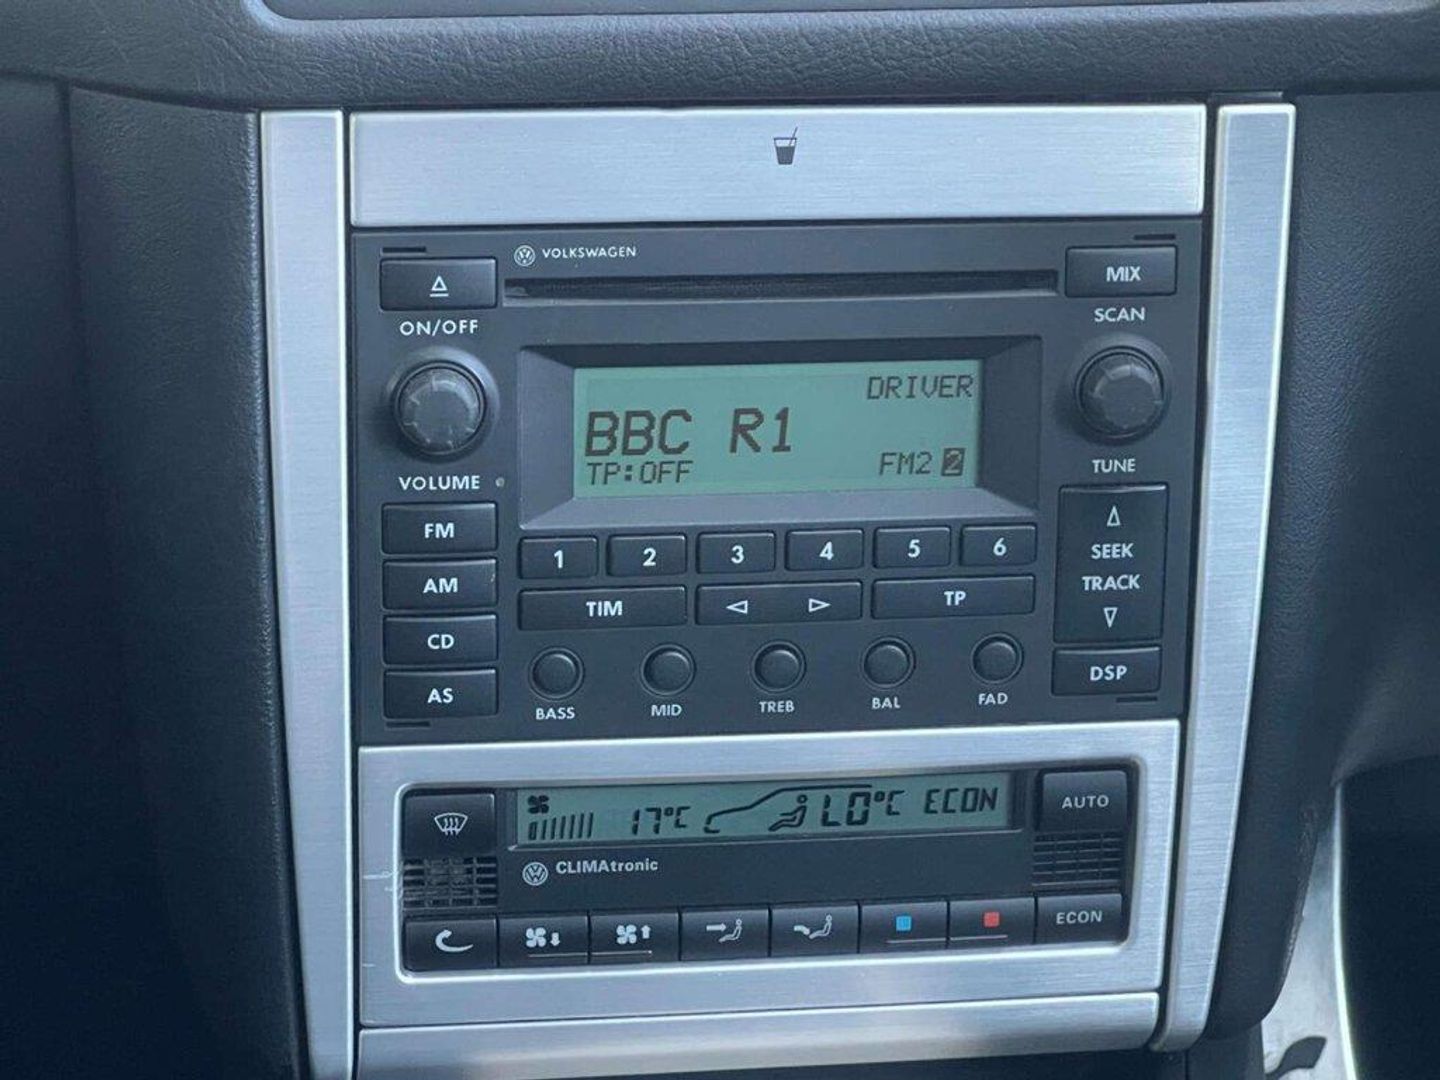 VOLKSWAGEN
MIX
ON/OFF
SCAN
DRIVER
BBC R1
TP:OFF
FM2 2
VOLUME
TUNE
FM
1 2 3 4 5 6
SEEK
AM
TIM
TP
TRACK
CD
DSP
AS
BASS MID TREB BAL FAD
17°C LO°C ECON
AUTO
CLIMAtronic
ECON